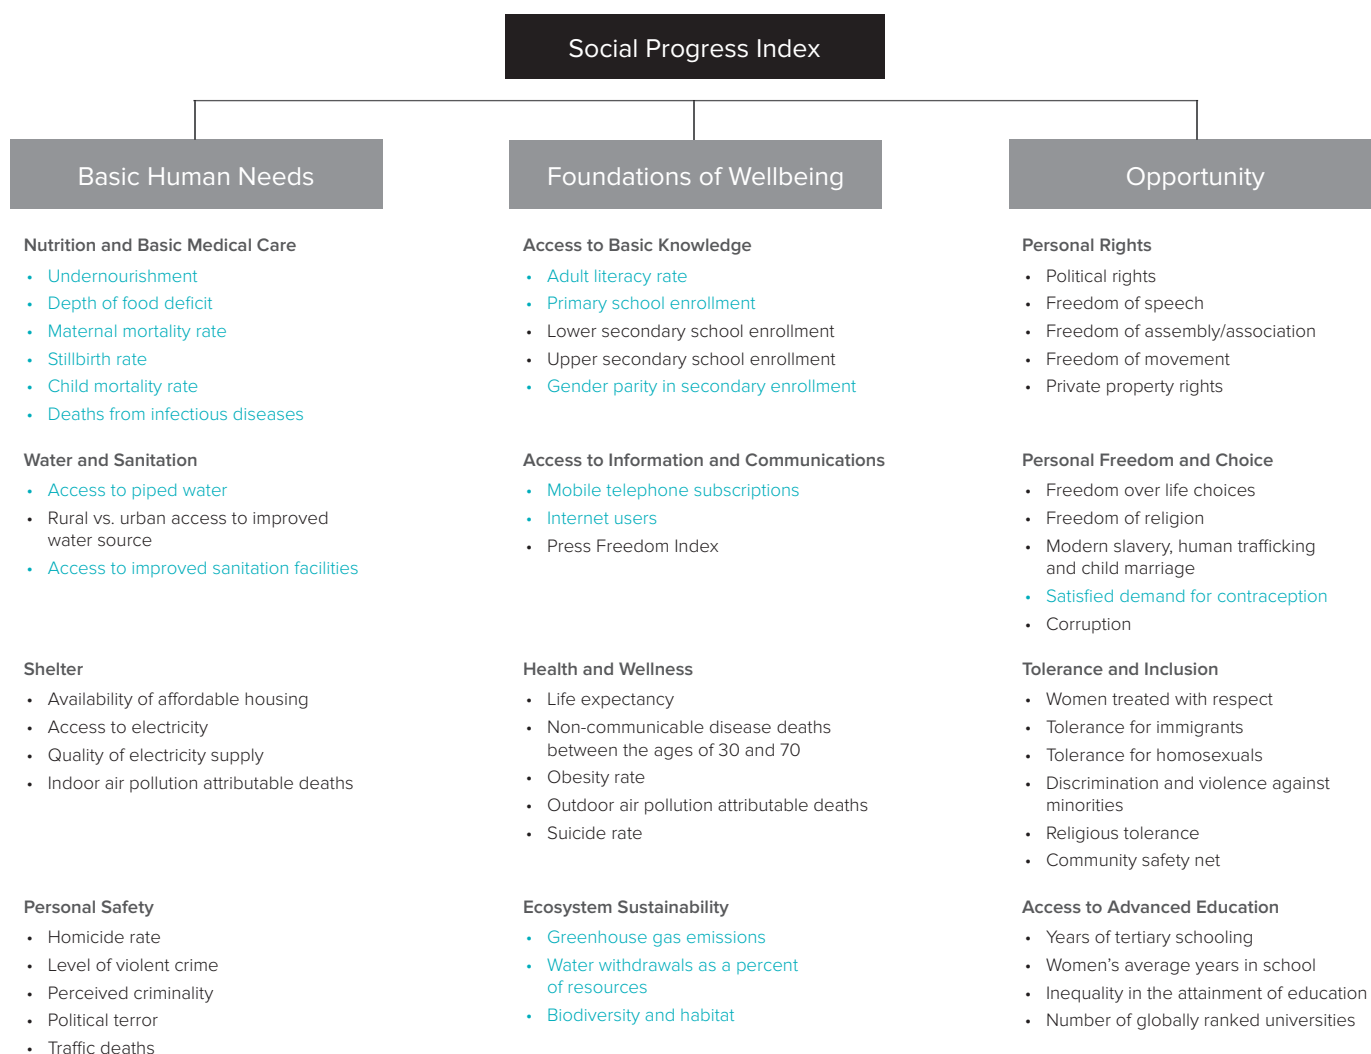 Social Progress Index
Basic Human Needs
Nutrition and Basic Medical Care
• Undernourishment
• Depth of food deficit
• Maternal mortality rate
• Stillbirth rate
• Child mortality rate
• Deaths from infectious diseases
Water and Sanitation
• Access to piped water
• Rural vs. urban access to improved
water source
• Access to improved sanitation facilities
Shelter
• Availability of affordable housing
• Access to electricity
• Quality of electricity supply
• Indoor air pollution attributable deaths
Personal Safety
• Homicide rate
• Level of violent crime
• Perceived criminality
• Political terror
• Traffic deaths
Foundations of Wellbeing
Access to Basic Knowledge
• Adult literacy rate
• Primary school enrollment
• Lower secondary school enrollment
• Upper secondary school enrollment
• Gender parity in secondary enrollment
Access to Information and Communications
• Mobile telephone subscriptions
• Internet users
• Press Freedom Index
Health and Wellness
• Life expectancy
• Non-communicable disease deaths
between the ages of 30 and 70
• Obesity rate
• Outdoor air pollution attributable deaths
• Suicide rate
Ecosystem Sustainability
• Greenhouse gas emissions
• Water withdrawals as a percent
of resources
• Biodiversity and habitat
Opportunity
Personal Rights
• Political rights
• Freedom of speech
• Freedom of assembly/association
• Freedom of movement
• Private property rights
Personal Freedom and Choice
• Freedom over life choices
• Freedom of religion
• Modern slavery, human trafficking
and child marriage
• Satisfied demand for contraception
• Corruption
Tolerance and Inclusion
• Women treated with respect
• Tolerance for immigrants
• Tolerance for homosexuals
• Discrimination and violence against
minorities
• Religious tolerance
• Community safety net
Access to Advanced Education
• Years of tertiary schooling
• Women's average years in school
• Inequality in the attainment of education
• Number of globally ranked universities